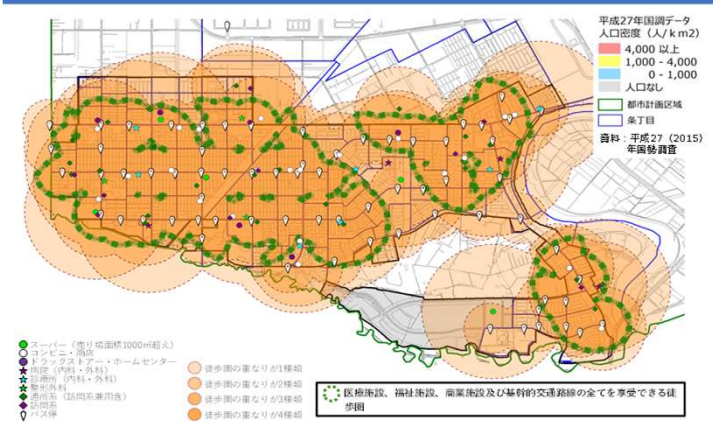 平成27年国調データ
人口密度（人/ｋｍ2）
4,000 以上
1,000 - 4,000
0 - 1,000
人口なし
都市計画区域
条丁目
資料：平成27（2015）
年国勢調査
スーパー（売り場面積1000㎡超え）
コンビニ・商店
ドラックストアー・ホームセンター
病院（内科・外科）
診療所（内科・外科）
整形外科
通所系（訪問系兼用含）
訪問系
バス停
徒歩圏の重なりが1種類
徒歩圏の重なりが2種類
徒歩圏の重なりが3種類
徒歩圏の重なりが4種類
医療施設、福祉施設、商業施設及び基幹的交通路線の全てを享受できる徒
歩圏